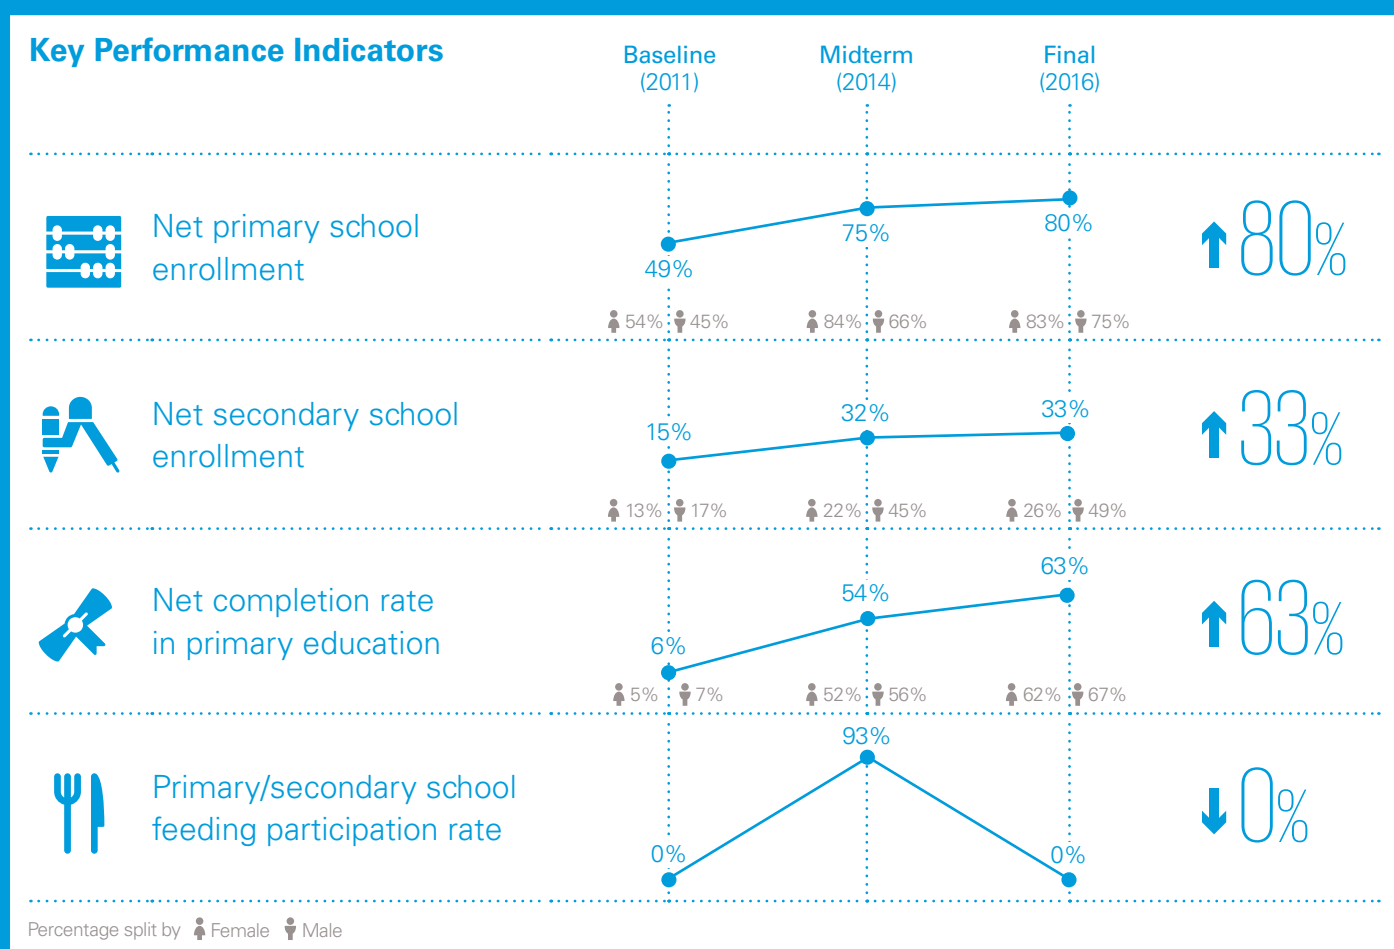 Key Performance Indicators
Baseline
(2011)
Midterm
(2014)
Final
(2016)
Net primary school
enrollment
49%
75%
80%
54% 45%
84% 66%
83% 75%
80%
Net secondary school
enrollment
15%
32%
33%
13% 17%
22% 45%
26% 49%
33%
Net completion rate
in primary education
6%
54%
63%
5% 7%
52% 56%
62% 67%
63%
Primary/secondary school
feeding participation rate
0%
93%
0%
0%
Percentage split by Female Male